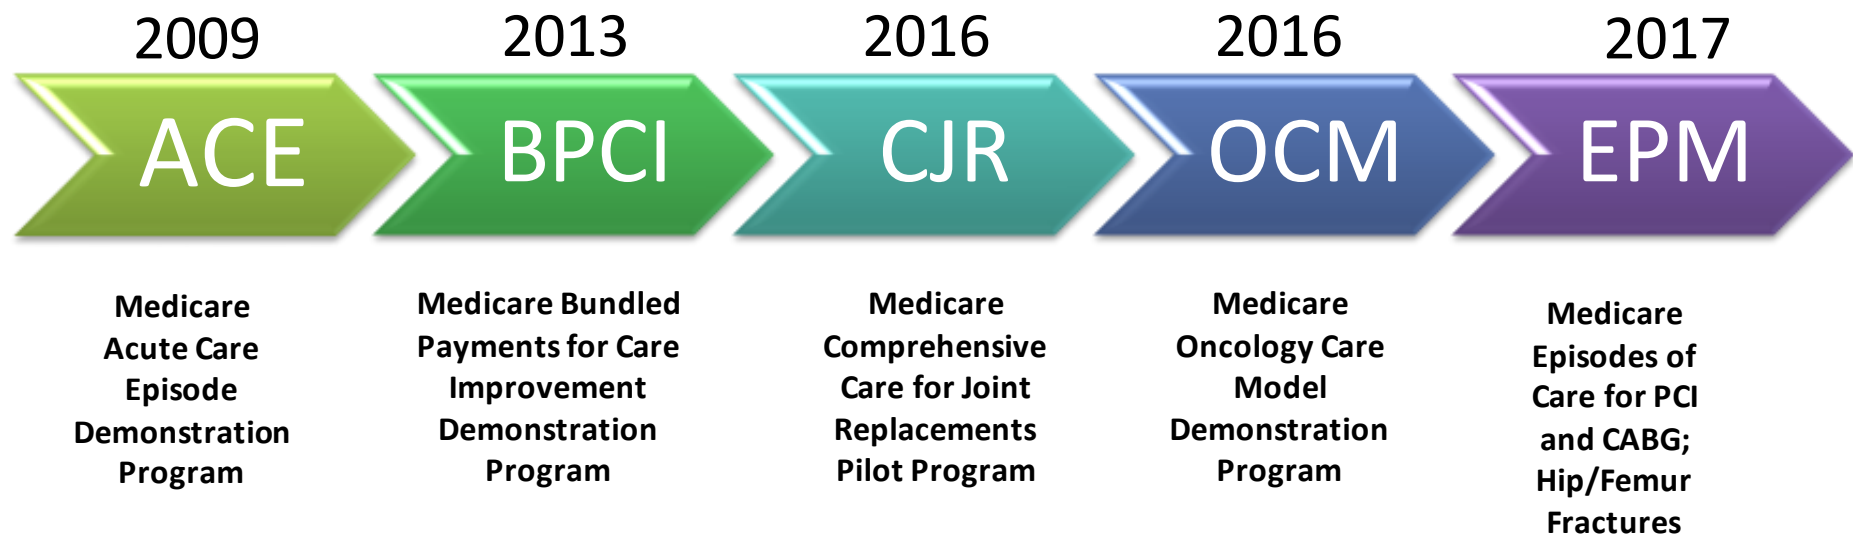 2009
ACE
Medicare
Acute Care
Episode
Demonstration
Program
2013
BPCI
Medicare Bundled
Payments for Care
Improvement
Demonstration
Program
2016
CJR
Medicare
Comprehensive
Care for Joint
Replacements
Pilot Program
2016
OCM
Medicare
Oncology Care
Model
Demonstration
Program
2017
EPM
Medicare
Episodes of
Care for PCI
and CABG;
Hip/Femur
Fractures